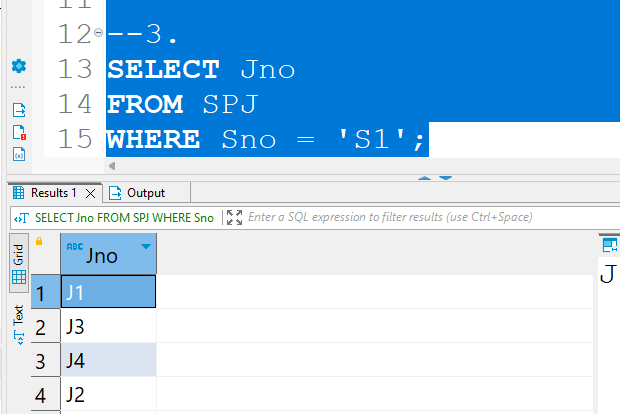 11
12 --3.
13 SELECT Jno
14 FROM SPJ
15 WHERE Sno = 'S1';
Results 1 Output
SELECT Jno FROM SPJ WHERE Sno Enter a SQL expression to filter results (use Ctrl+Space)
Grid
Text
ABC Jno
1 J1
2 J3
3 J4
4 J2
J